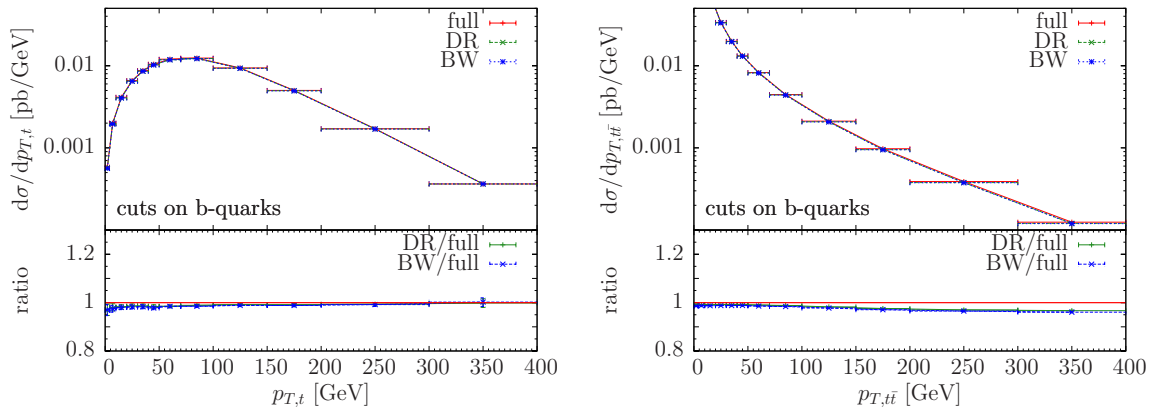 dσ/dp_{T,t} [pb/GeV]
0.01
0.001
full
DR
BW
cuts on b-quarks
ratio
1.2
1
0.8
DR/full
BW/full
0 50 100 150 200 250 300 350 400
p_{T,t} [GeV]
dσ/dp_{T,tt̄} [pb/GeV]
0.01
0.001
full
DR
BW
cuts on b-quarks
ratio
1.2
1
0.8
DR/full
BW/full
0 50 100 150 200 250 300 350 400
p_{T,tt̄} [GeV]